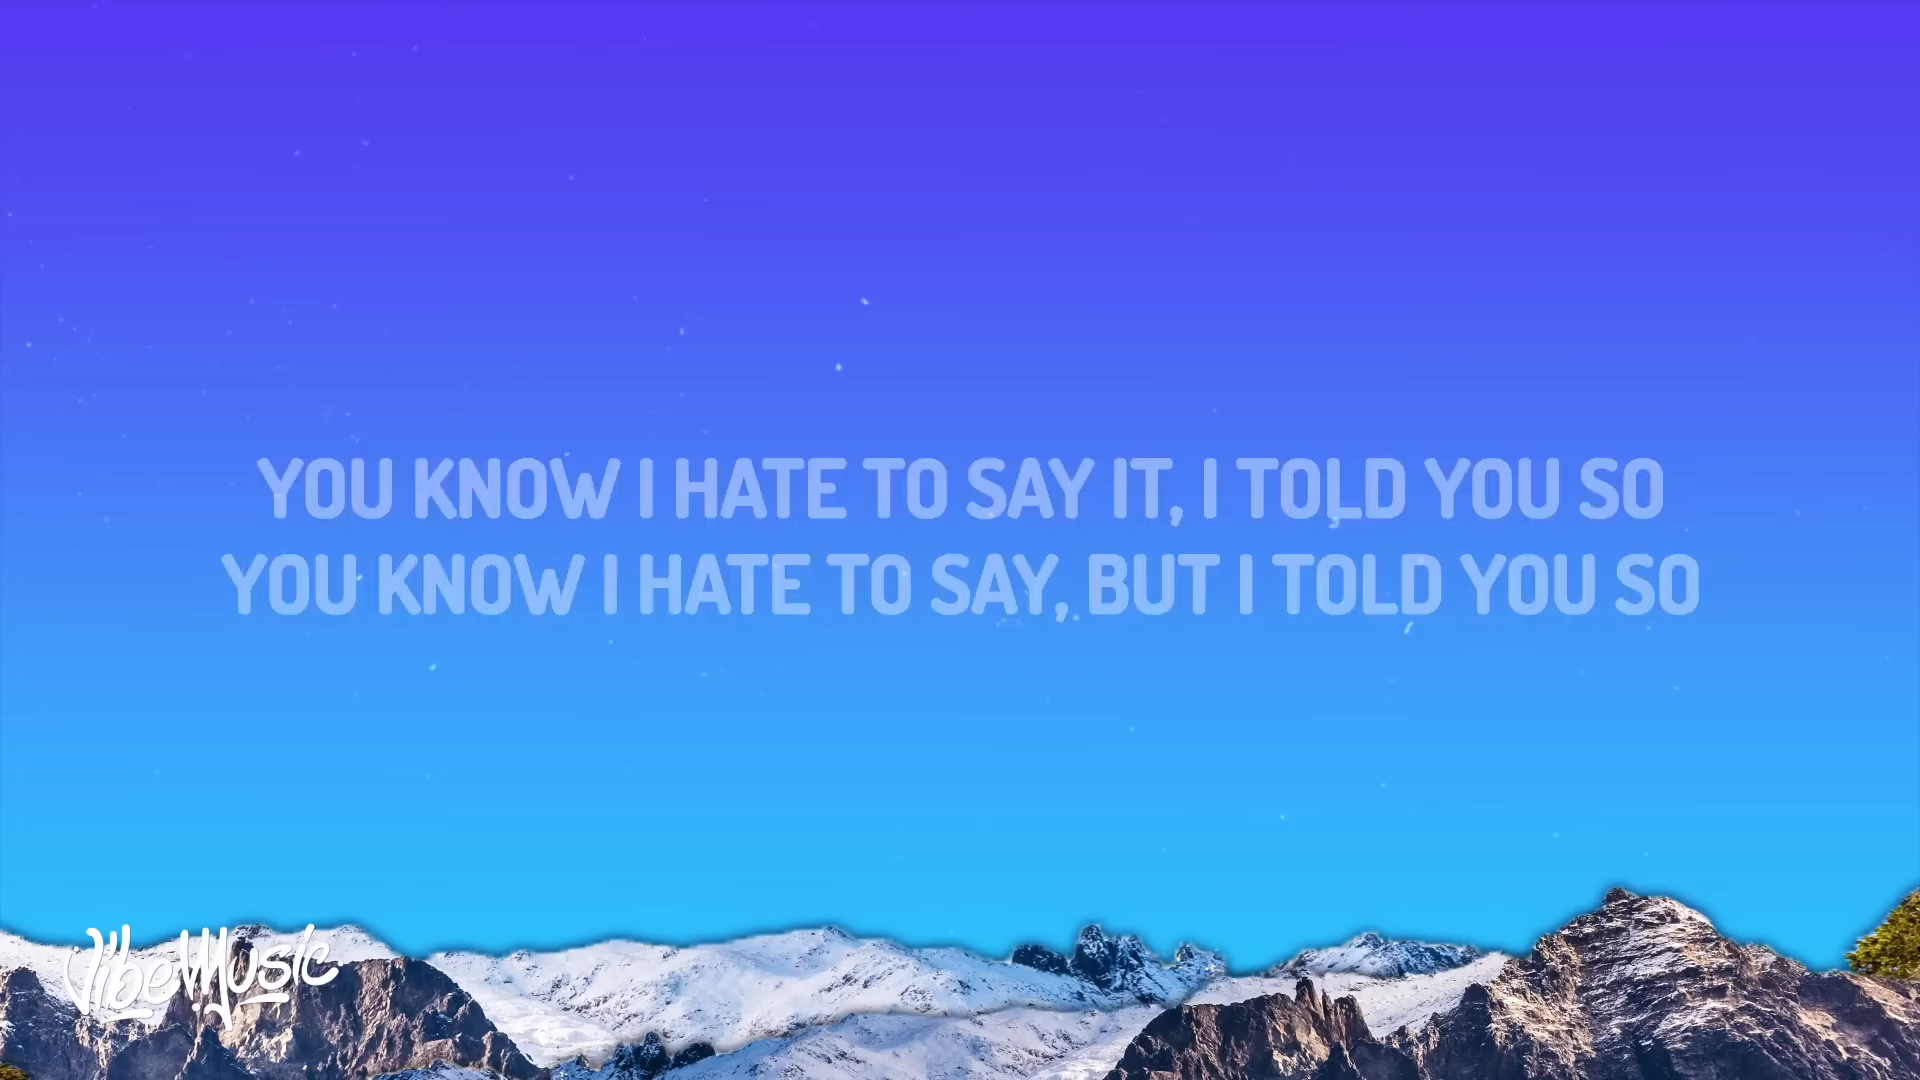 YOU KNOW I HATE TO SAY IT, I TOLD YOU SO
YOU KNOW I HATE TO SAY, BUT I TOLD YOU SO
VibeMusic.